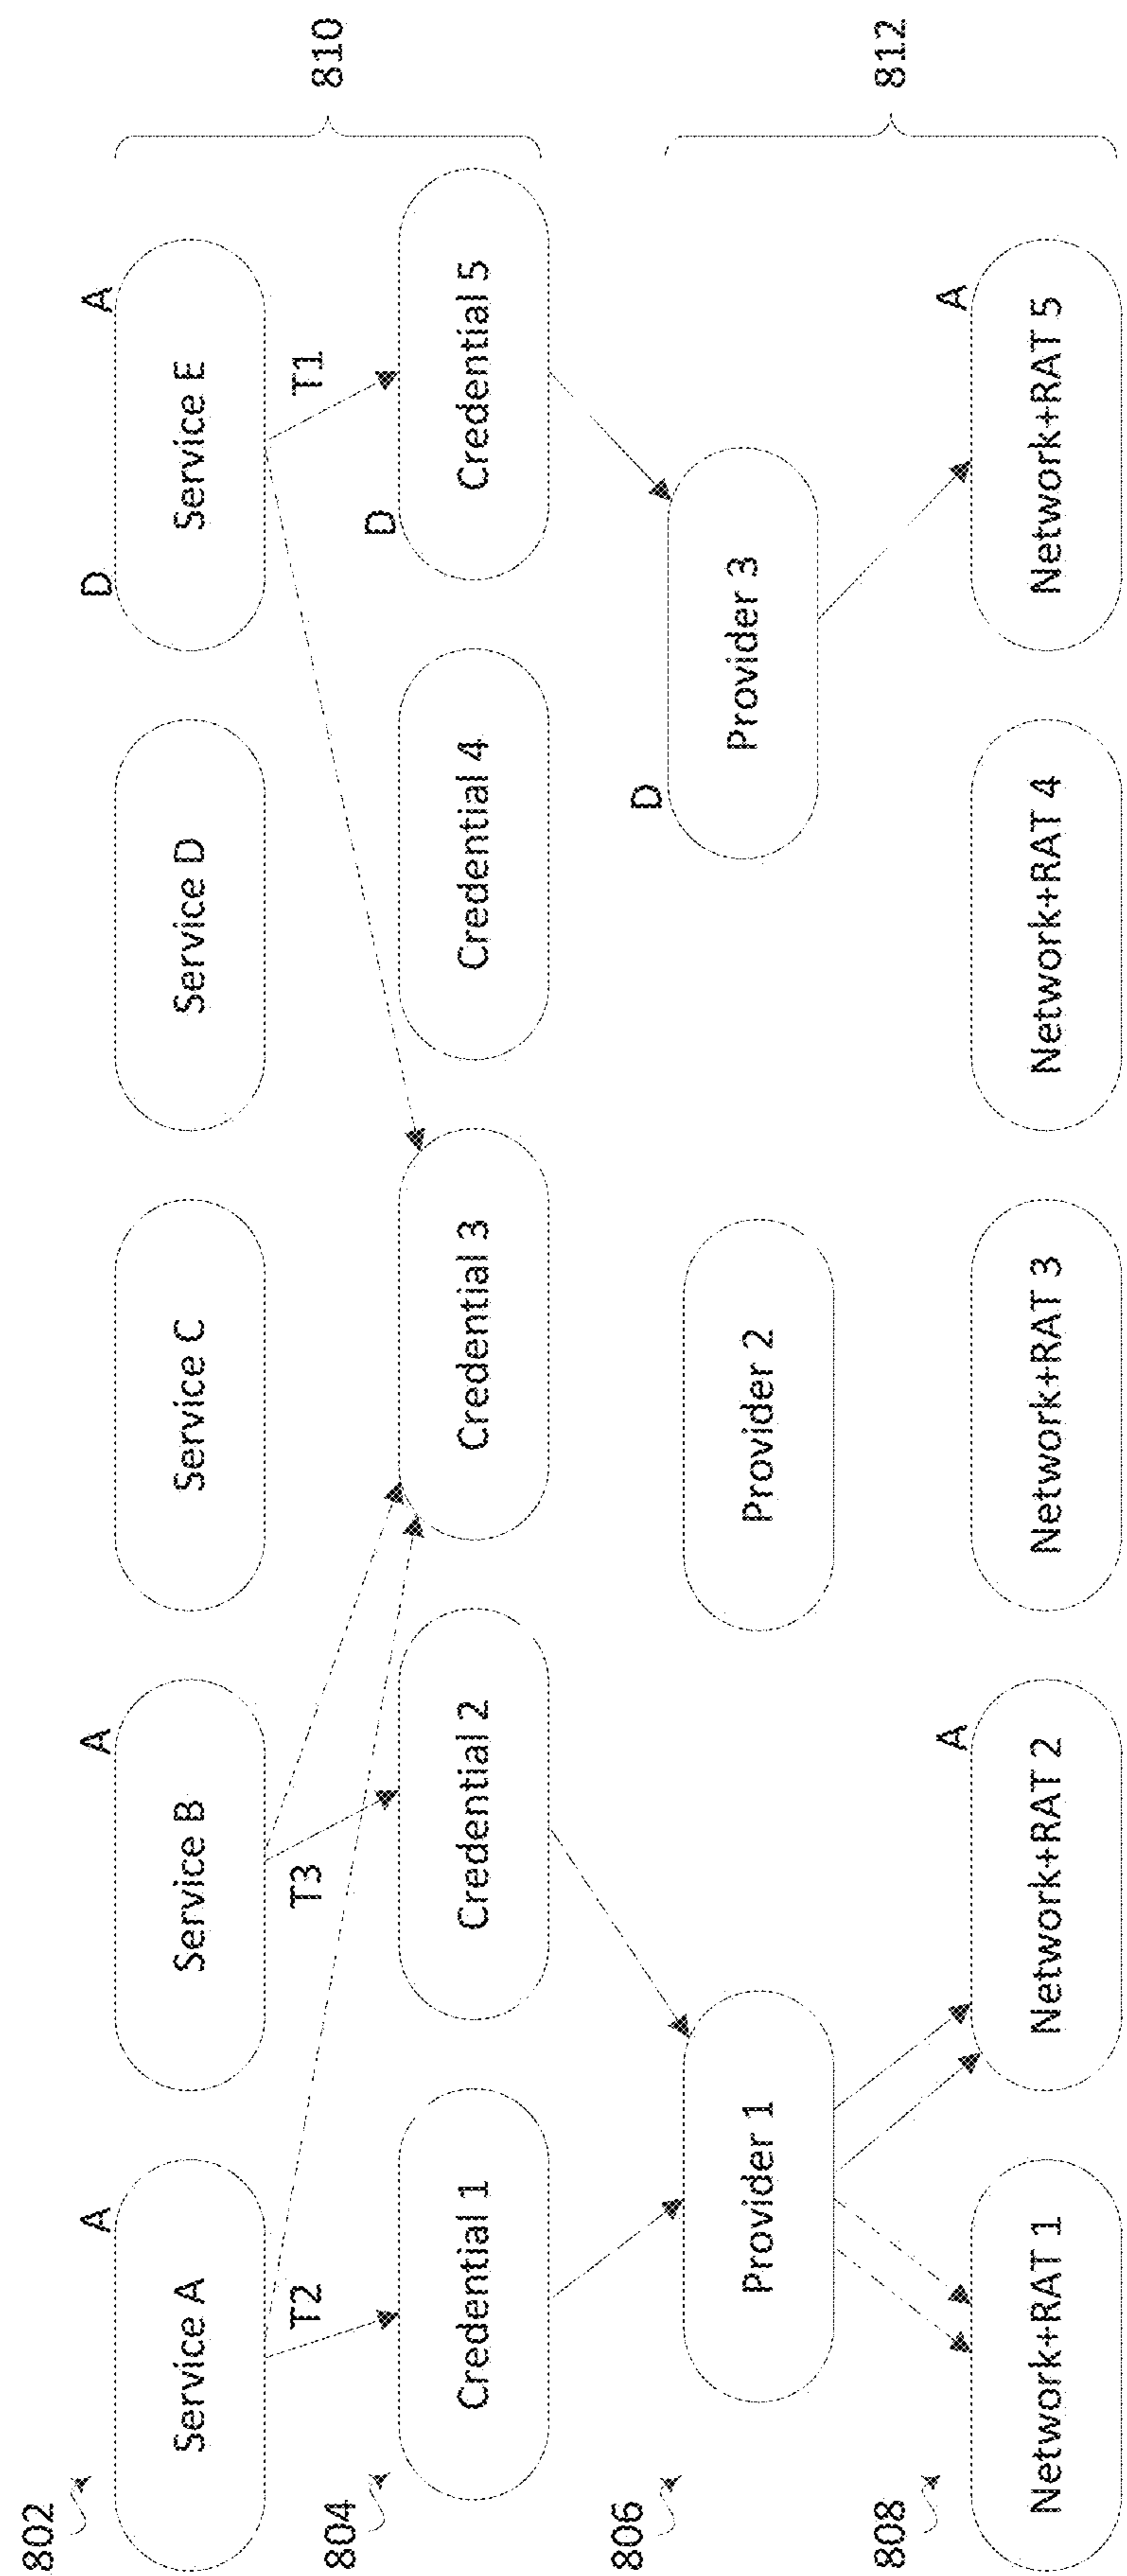 802
A
A
D
A
Service A
Service B
Service C
Service D
Service E
810
T2
T3
T1
804
D
Credential 1
Credential 2
Credential 3
Credential 4
Credential 5
806
D
Provider 1
Provider 2
Provider 3
812
808
A
A
Network+RAT 1
Network+RAT 2
Network+RAT 3
Network+RAT 4
Network+RAT 5